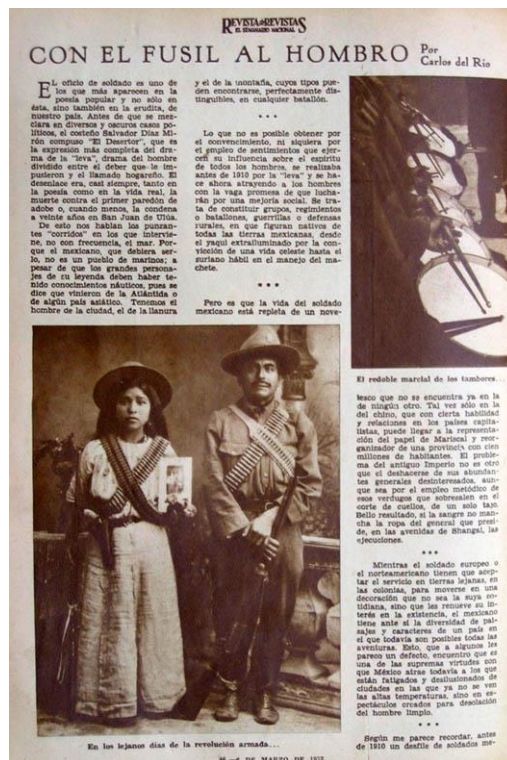 REVISTA DE REVISTAS
EL SEMANARIO NACIONAL
CON EL FUSIL AL HOMBRO
Por
Carlos del Río
EL oficio de soldado es uno de
los que más aparecen en la
poesía popular y no sólo en
ésta, sino también en la erudita, de
nuestro país. Antes de que se mez-
clara en diversos y oscuros casos po-
líticos, el costeño Salvador Díaz Mi-
rón compuso "El Desertor", que es
la expresión más completa del dra-
ma de la "leva", drama del hombre
dividido entre el deber que le im-
pusieron y el llamado hogareño. El
desenlace era, casi siempre, tanto en
la poesía como en la vida real, la
muerte contra el primer paredón de
adobe o, cuando menos, la condena
a veinte años en San Juan de Ulúa.
De esto nos hablan los punzan-
tes "corridos" en los que intervie-
ne, no con frecuencia, el mar. Por-
que el mexicano, que debiera ser-
lo, no es un pueblo de marinos; a
pesar de que los grandes persona-
jes de su leyenda deben haber te-
nido conocimientos náuticos, pues se
dice que vinieron de la Atlántida o
de algún país asiático. Tenemos el
hombre de la ciudad, el de la llanura
y el de la montaña, cuyos tipos pue-
den encontrarse, perfectamente dis-
tinguibles, en cualquier batallón.
* * *
Lo que no es posible obtener por
el convencimiento, ni siquiera por
el empleo de sentimientos que ejer-
cen su influencia sobre el espíritu
de todos los hombres, se realizaba
antes de 1910 por la "leva" y se ha-
ce ahora atrayendo a los hombres
con la vaga promesa de que lucha-
rán por una mejoría social. Se tra-
ta de constituir grupos, regimientos
o batallones, guerrillas o defensas
rurales, en que figuran nativos de
todas las tierras mexicanas, desde
el yaqui extrailuminado por la con-
vicción de una vida celeste hasta el
suriano hábil en el manejo del ma-
chete.
* * *
Pero es que la vida del soldado
mexicano está repleta de un nove-
El redoble marcial de los tambores...
lesco que no se encuentra ya en la
de ningún otro. Tal vez sólo en la
del chino, que con cierta habilidad
y relaciones en los países capita-
listas, puede llegar a la representa-
ción del papel de Mariscal y reor-
ganizador de una provincia con cien
millones de habitantes. El proble-
ma del antiguo Imperio no es otro
que el deshacerse de sus abundan-
tes generales desinteresados, aun-
que sea por el empleo metódico de
esos verdugos que sobresalen en el
corte de cuellos, de un solo tajo.
Bello resultado, si la sangre no man-
cha la ropa del general que presi-
de, en las avenidas de Shangai, las
ejecuciones.
* * *
Mientras el soldado europeo o
el norteamericano tienen que acep-
tar el servicio en tierras lejanas, en
las colonias, para moverse en una
decoración que no sea la suya co-
tidiana, sino que les renueve su in-
terés en la existencia, el mexicano
tiene ante sí la diversidad de pai-
sajes y caracteres de un país en
el que todavía son posibles todas las
aventuras. Esto, que a algunos les
parece un defecto, encuentro que es
una de las supremas virtudes con
que México atrae todavía a los que
están fatigados y desilusionados de
ciudades en las que ya no se ven
las altas temperaturas, sino en es-
pectáculos creados para desolación
del hombre limpio.
* * *
Según me parece recordar, antes
de 1910 un desfile de soldados me-
En los lejanos días de la revolución armada...
DE MARZO DE